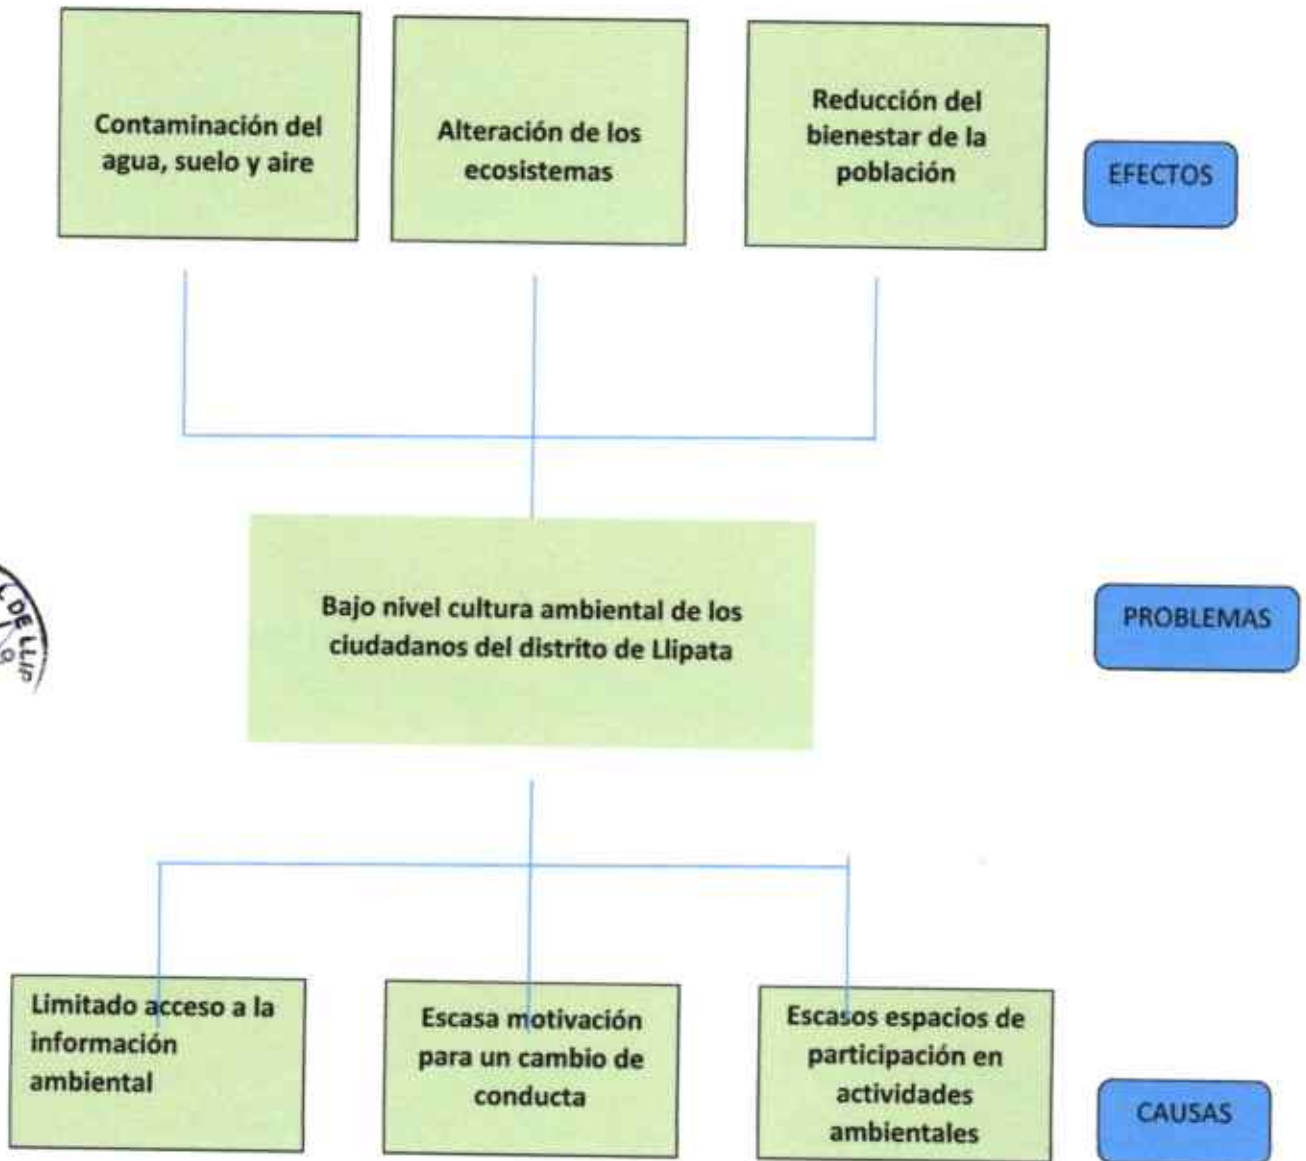 Contaminación del
agua, suelo y aire
Alteración de los
ecosistemas
Reducción del
bienestar de la
población
EFECTOS
Bajo nivel cultura ambiental de los
ciudadanos del distrito de Llipata
PROBLEMAS
DE LLIP
Limitado acceso a la
información
ambiental
Escasa motivación
para un cambio de
conducta
Escasos espacios de
participación en
actividades
ambientales
CAUSAS